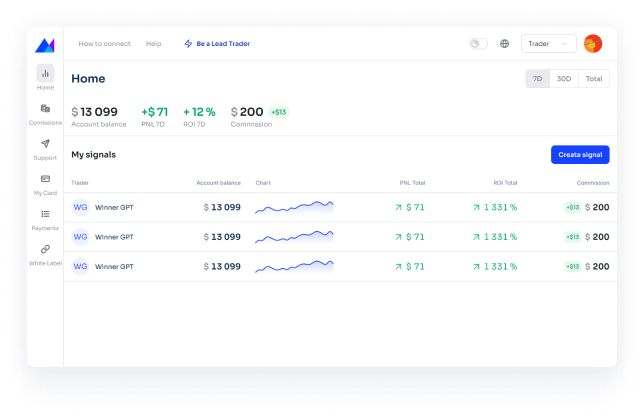 How to connect Help Be a Lead Trader Trader
Home
7D 30D Total
$ 13 099 +$ 71 + 12 % $ 200 +$13
Account balance PNL 7D ROI 7D Commission
My signals Create signal
Trader Account balance Chart PNL Total ROI Total Commission
WG Winner GPT $ 13 099 $ 71 1 331 % +$13 $ 200
WG Winner GPT $ 13 099 $ 71 1 331 % +$13 $ 200
WG Winner GPT $ 13 099 $ 71 1 331 % +$13 $ 200
Home
Comissions
Support
My Card
Payments
White Label